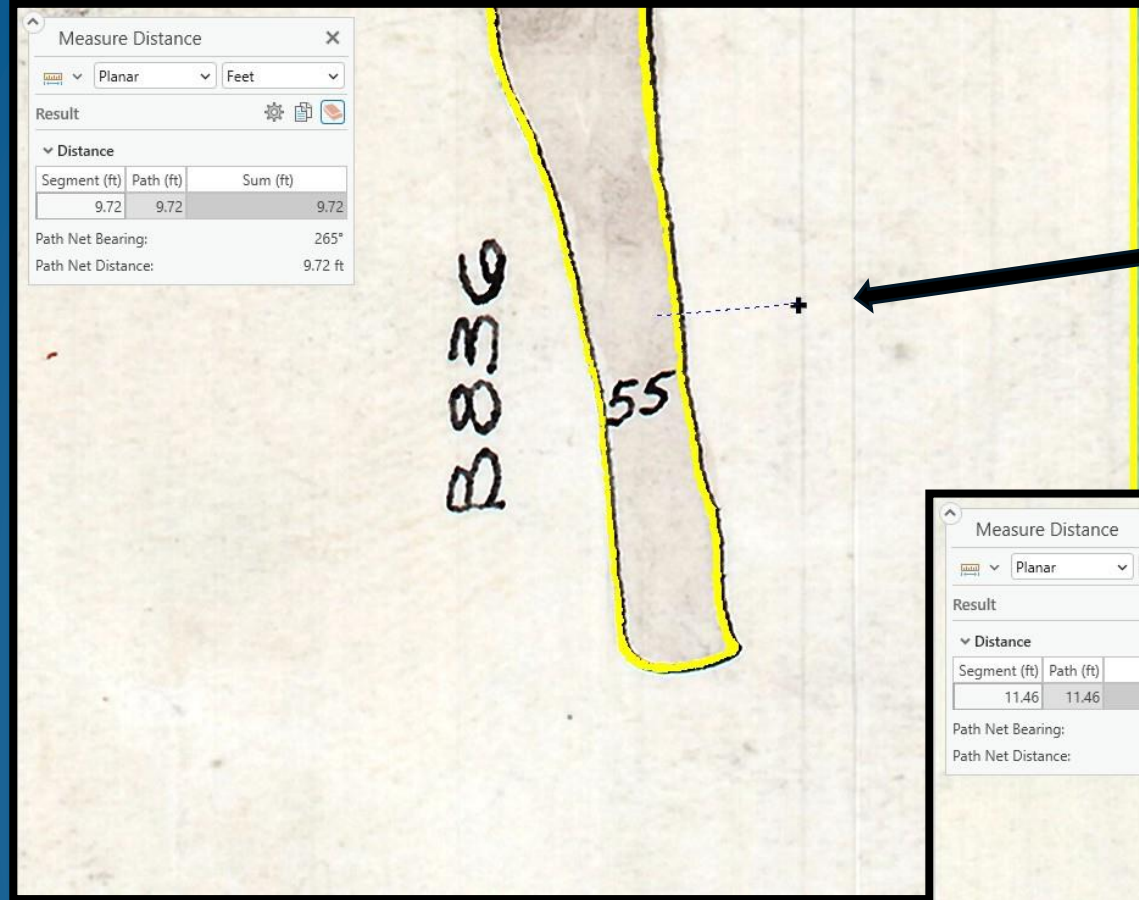 Measure Distance
Planar Feet
Result
Distance
Segment (ft) Path (ft) Sum (ft)
9.72 9.72 9.72
Path Net Bearing: 265°
Path Net Distance: 9.72 ft
B836
55
Measure Distance
Planar
Result
Distance
Segment (ft) Path (ft)
11.46 11.46
Path Net Bearing:
Path Net Distance: